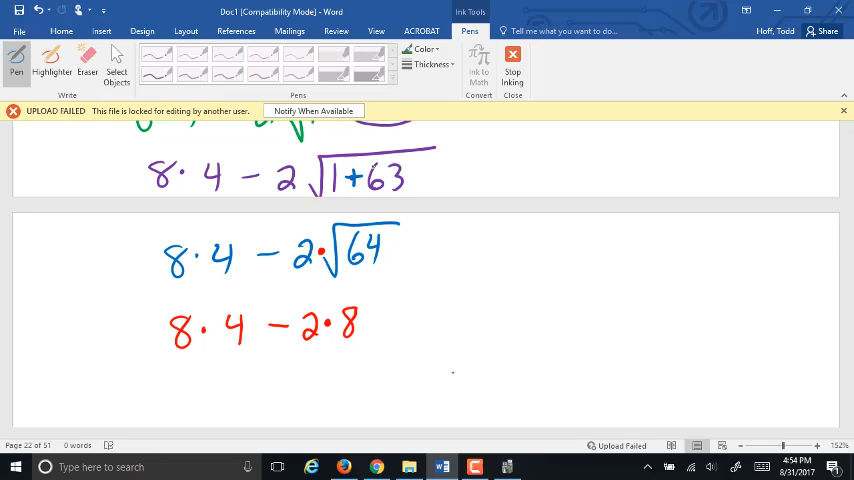 Doc1 [Compatibility Mode] - Word
Ink Tools
Hoff, Todd
File Home Insert Design Layout References Mailings Review View ACROBAT Pens Tell me what you want to do... Share
Pen Highlighter Eraser Select Objects
Color
Thickness
Ink to Math
Stop Inking
Write Pens Convert Close
UPLOAD FAILED This file is locked for editing by another user. Notify When Available
8 · 4 - 2 √1+63
8 · 4 - 2 · √64
8 · 4 - 2 · 8
Page 22 of 51 0 words Upload Failed 152%
Type here to search
4:54 PM
8/31/2017